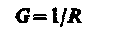 G = 1/R